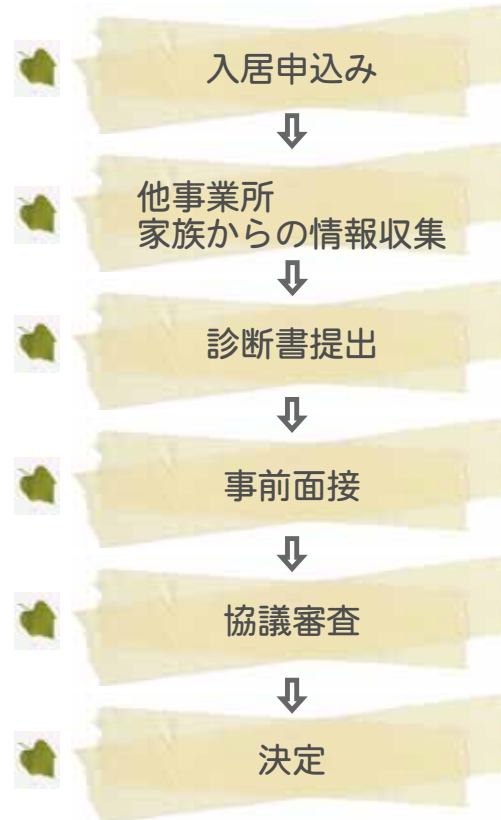 入居申込み
⇩
他事業所
家族からの情報収集
⇩
診断書提出
⇩
事前面接
⇩
協議審査
⇩
決定